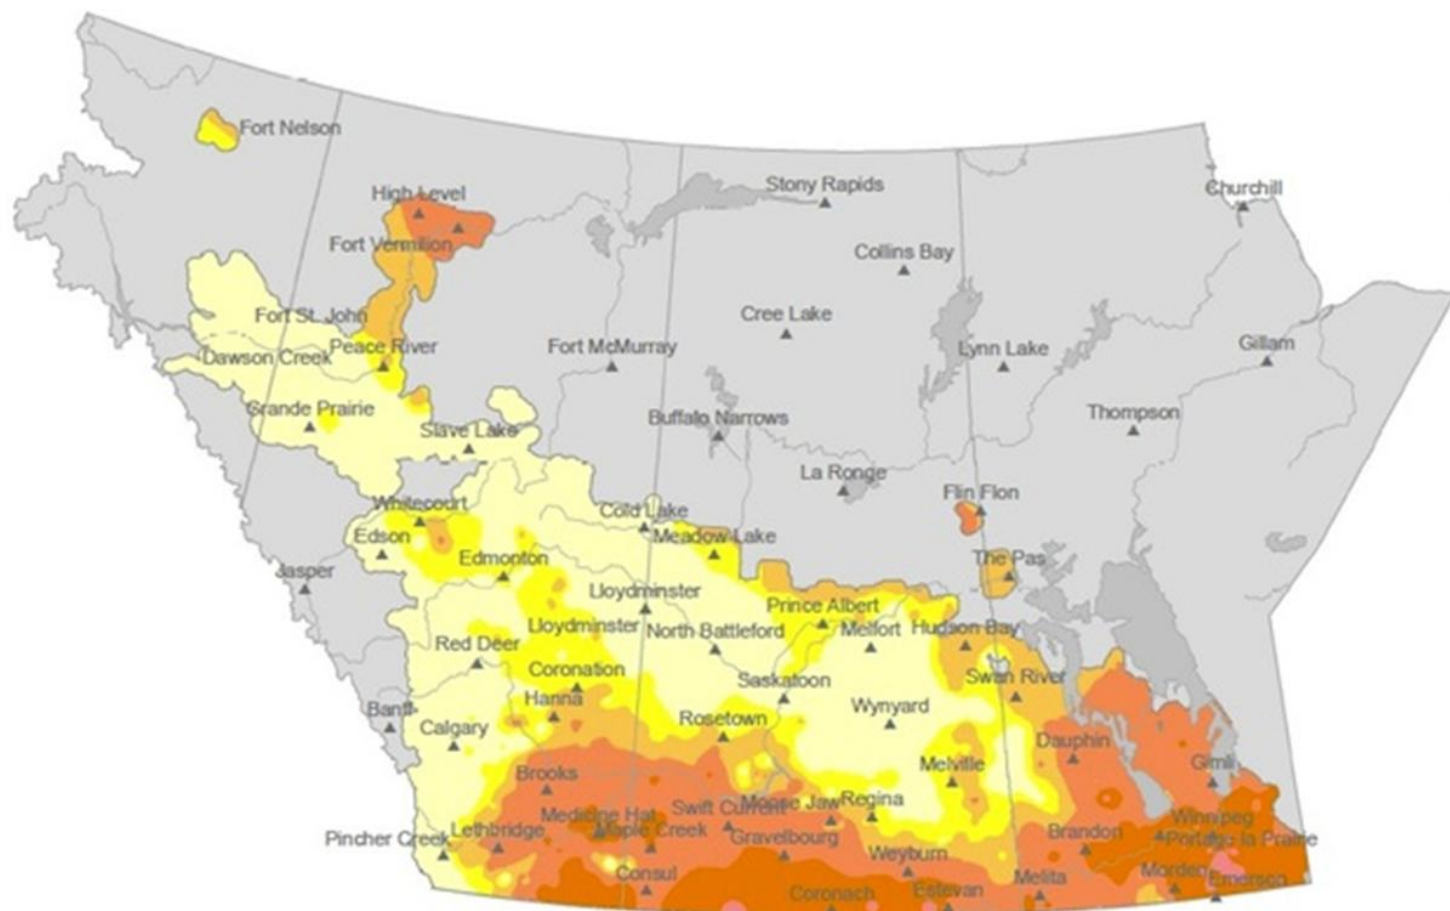 Fort Nelson
High Level
Stony Rapids
Churchill
Fort Vermilion
Collins Bay
Fort St. John
Cree Lake
Peace River
Fort McMurray
Lynn Lake
Gillam
Dawson Creek
Grande Prairie
Buffalo Narrows
Thompson
Slave Lake
La Ronge
Flin Flon
Whitecourt
Cold Lake
Edson
Meadow Lake
Edmonton
The Pas
Jasper
Lloydminster
Prince Albert
Lloydminster
North Battleford
Melfort
Hudson Bay
Red Deer
Coronation
Saskatoon
Swan River
Hanna
Banff
Rosetown
Wynyard
Calgary
Dauphin
Brooks
Melville
Gimli
Medicine Hat
Swift Current
Moose Jaw
Regina
Winnipeg
Pincher Creek
Lethbridge
Maple Creek
Gravelbourg
Brandon
Portage la Prairie
Weyburn
Consul
Coronach
Estevan
Melita
Morden
Emerson